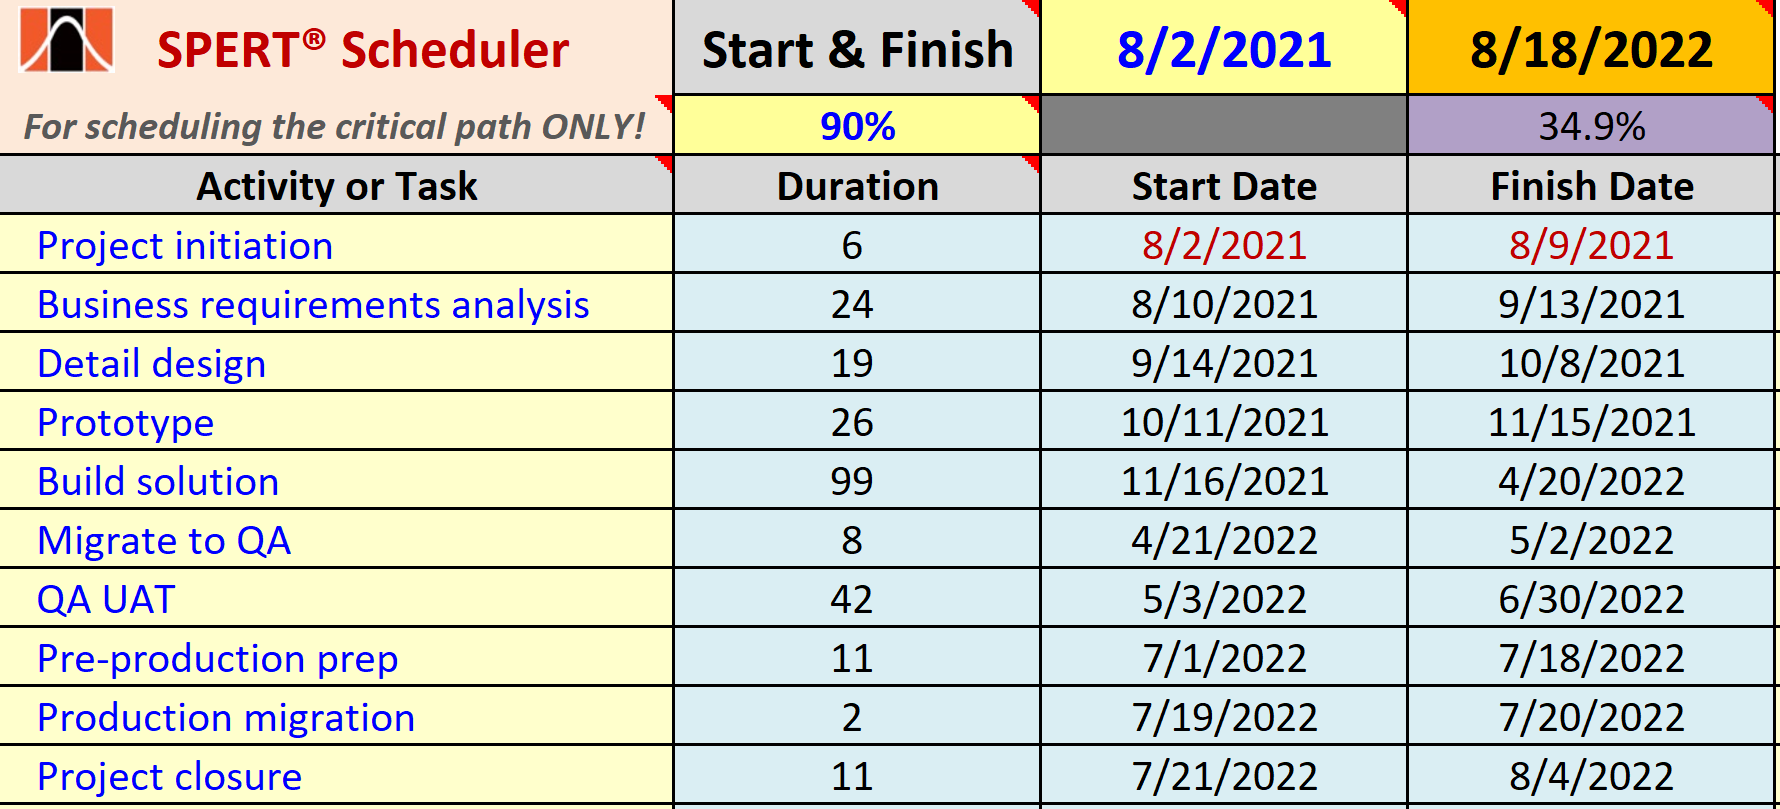 SPERT® Scheduler Start & Finish 8/2/2021 8/18/2022
For scheduling the critical path ONLY! 90% 34.9%
Activity or Task Duration Start Date Finish Date
Project initiation 6 8/2/2021 8/9/2021
Business requirements analysis 24 8/10/2021 9/13/2021
Detail design 19 9/14/2021 10/8/2021
Prototype 26 10/11/2021 11/15/2021
Build solution 99 11/16/2021 4/20/2022
Migrate to QA 8 4/21/2022 5/2/2022
QA UAT 42 5/3/2022 6/30/2022
Pre-production prep 11 7/1/2022 7/18/2022
Production migration 2 7/19/2022 7/20/2022
Project closure 11 7/21/2022 8/4/2022